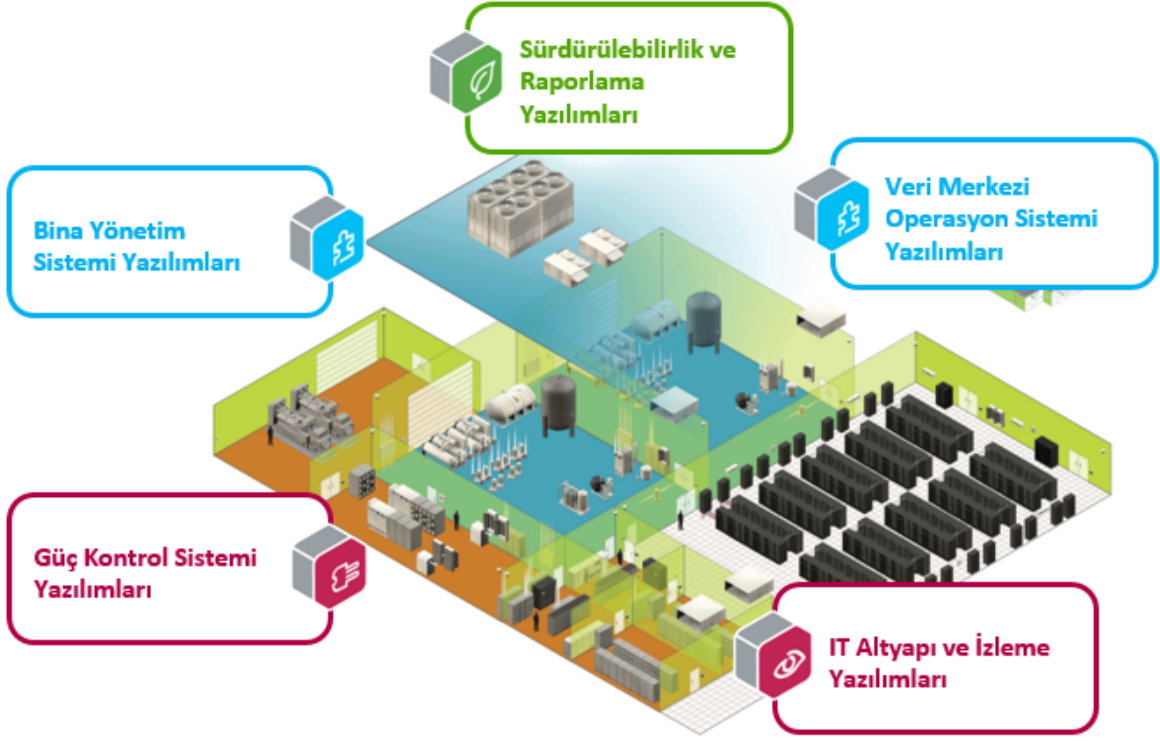 Sürdürülebilirlik ve
Raporlama
Yazılımları
Veri Merkezi
Operasyon Sistemi
Yazılımları
Bina Yönetim
Sistemi Yazılımları
Güç Kontrol Sistemi
Yazılımları
IT Altyapı ve İzleme
Yazılımları